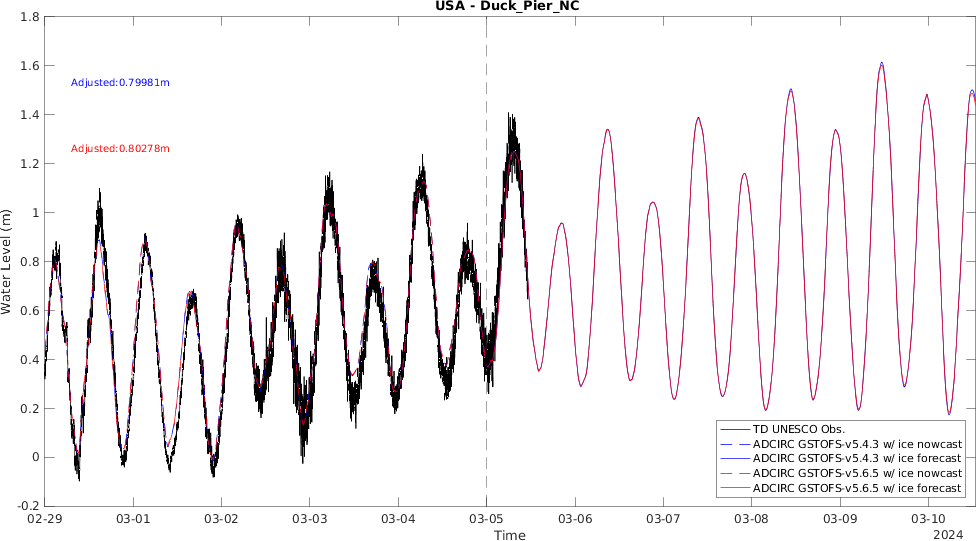 USA - Duck_Pier_NC
1.8
1.6
1.4
1.2
1
0.8
0.6
0.4
0.2
0
-0.2
Water Level (m)
Adjusted:0.79981m
Adjusted:0.80278m
TD UNESCO Obs.
ADCIRC GSTOFS-v5.4.3 w/ ice nowcast
ADCIRC GSTOFS-v5.4.3 w/ ice forecast
ADCIRC GSTOFS-v5.6.5 w/ ice nowcast
ADCIRC GSTOFS-v5.6.5 w/ ice forecast
02-29 03-01 03-02 03-03 03-04 03-05 03-06 03-07 03-08 03-09 03-10
2024
Time